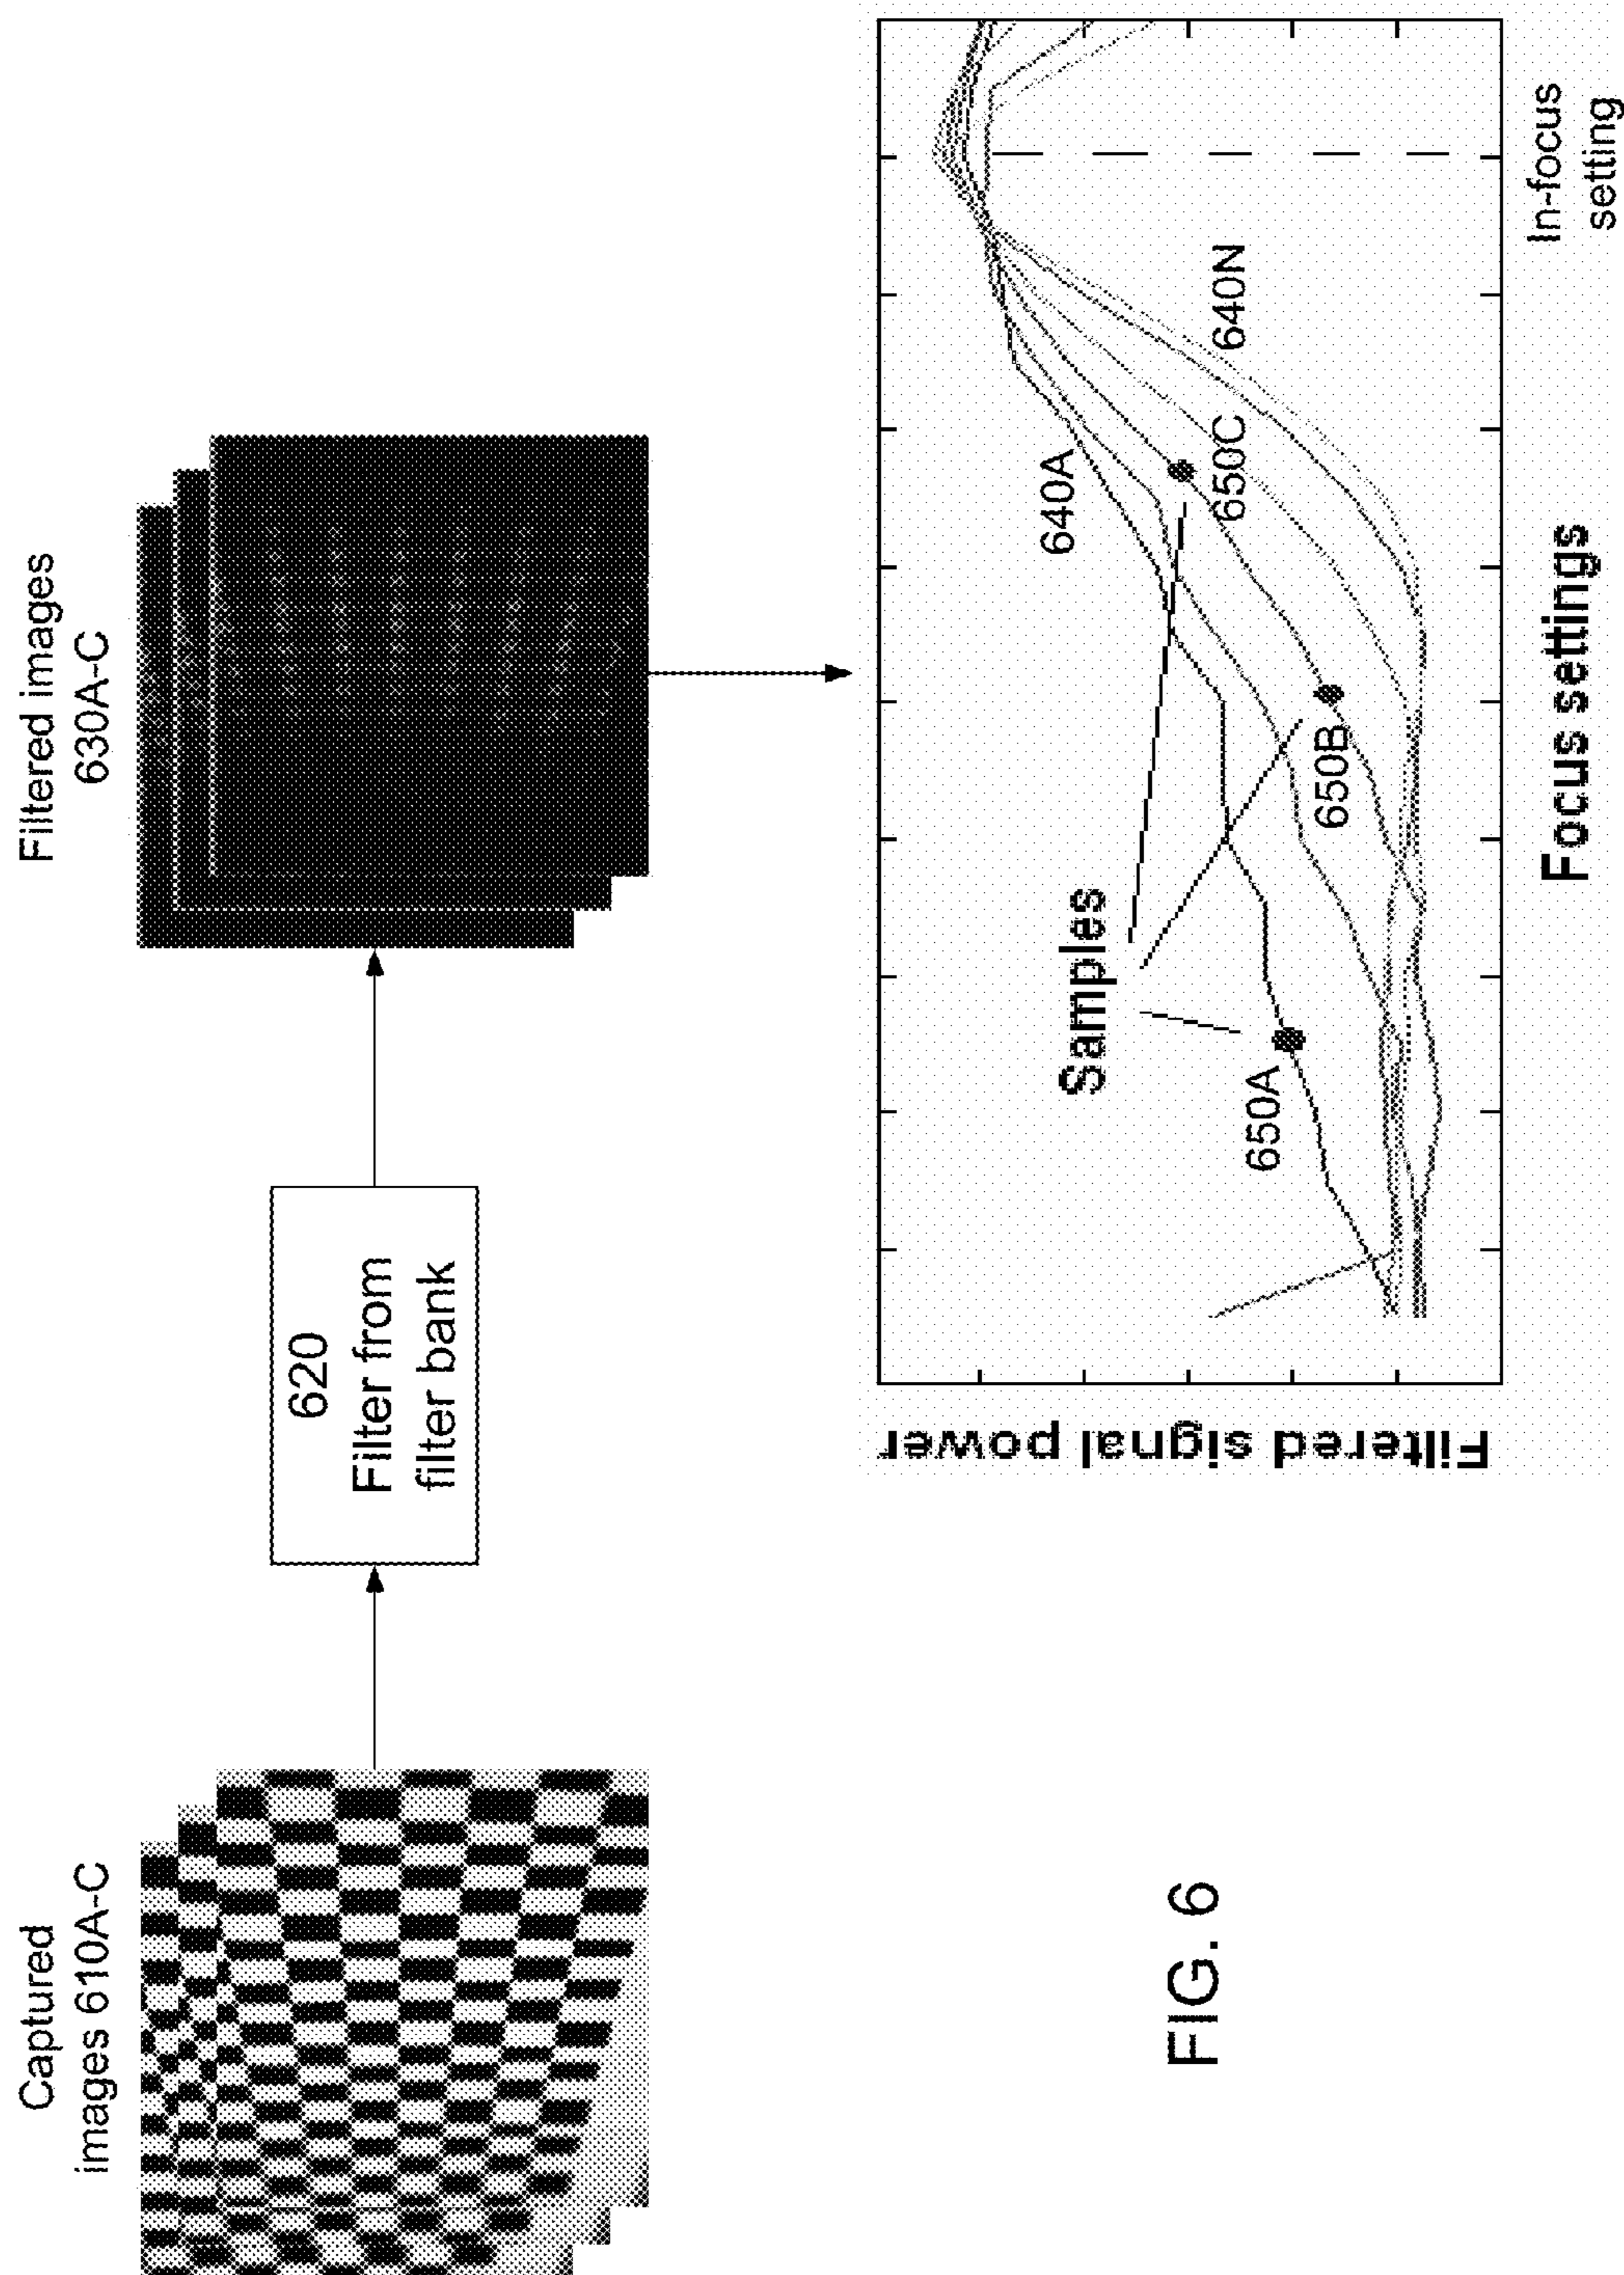 Captured
images 610A-C
620
Filter from
filter bank
Filtered images
630A-C
Filtered signal power
Samples
650A
650B
650C
640A
640N
Focus settings
In-focus
setting
FIG. 6